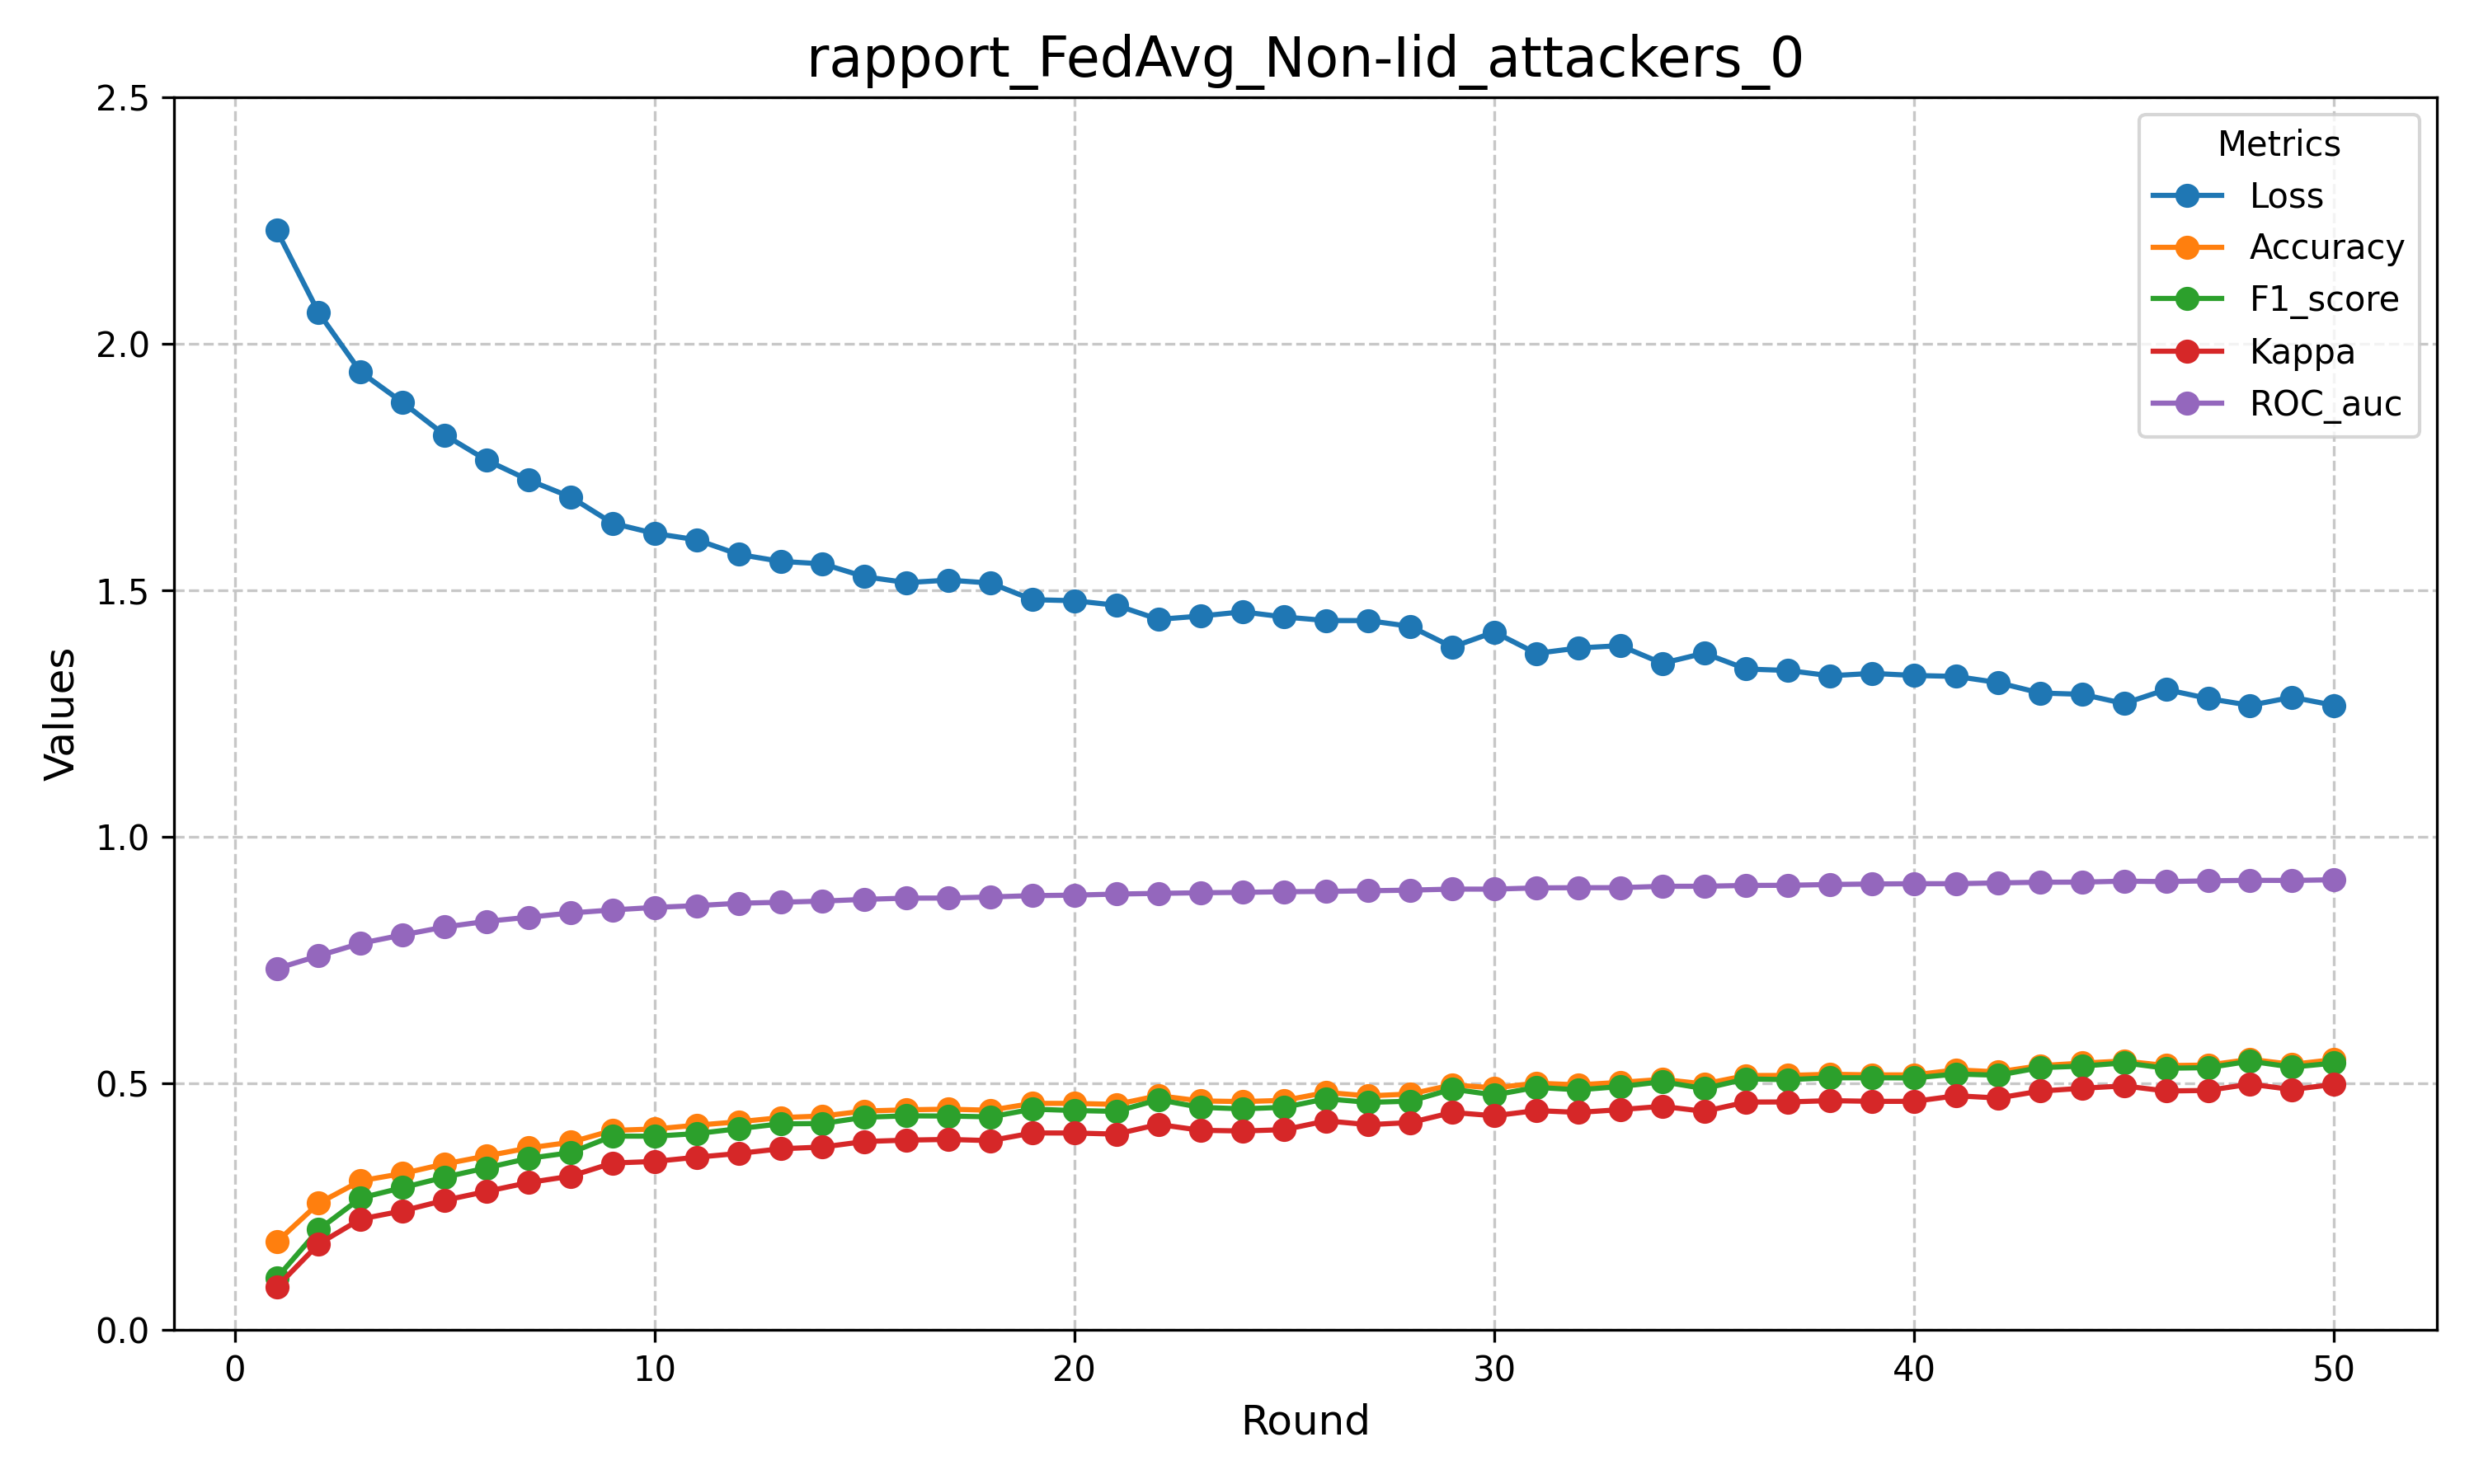 rapport_FedAvg_Non-Iid_attackers_0
2.5
2.0
1.5
1.0
0.5
0.0
Values
Metrics
Loss
Accuracy
F1_score
Kappa
ROC_auc
0 10 20 30 40 50
Round